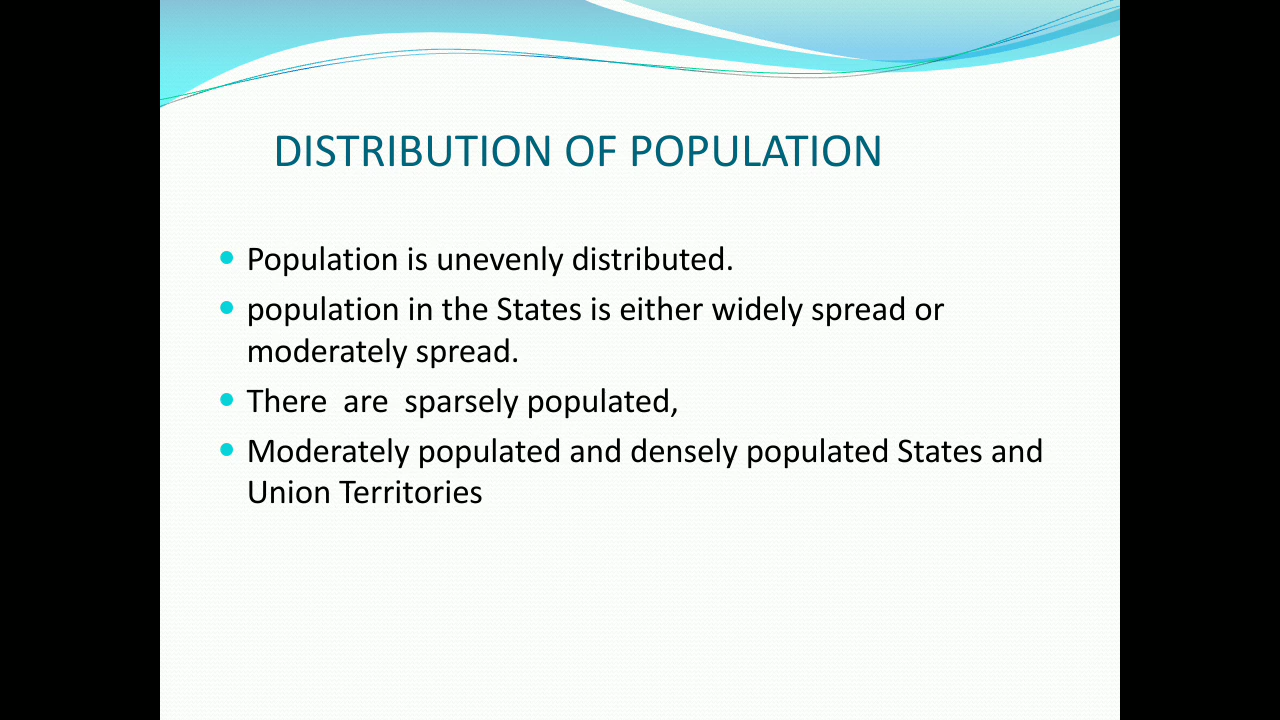 DISTRIBUTION OF POPULATION
Population is unevenly distributed.
population in the States is either widely spread or
moderately spread.
There  are  sparsely populated,
Moderately populated and densely populated States and
Union Territories